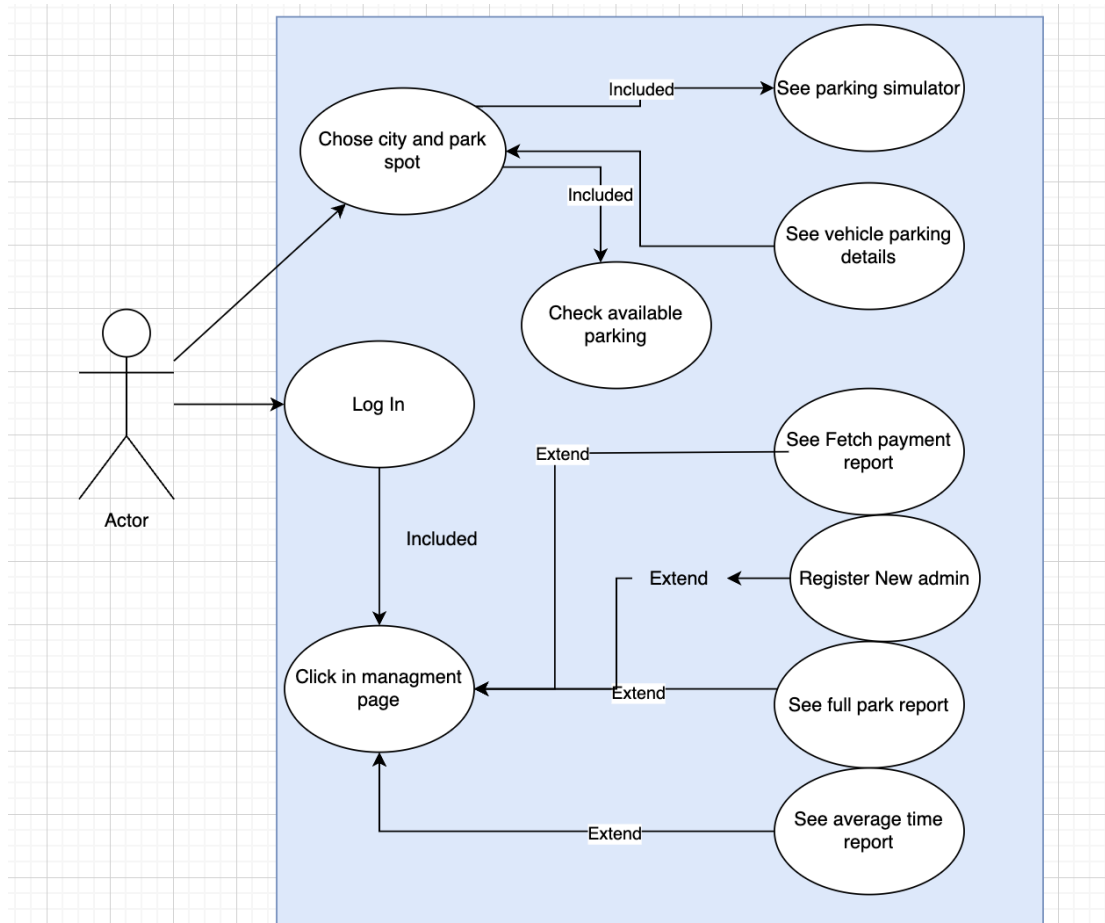 Included
See parking simulator
Chose city and park
spot
Included
See vehicle parking
details
Check available
parking
Log In
Actor
See Fetch payment
report
Extend
Included
Extend
Register New admin
Click in managment
page
Extend
See full park report
See average time
report
Extend